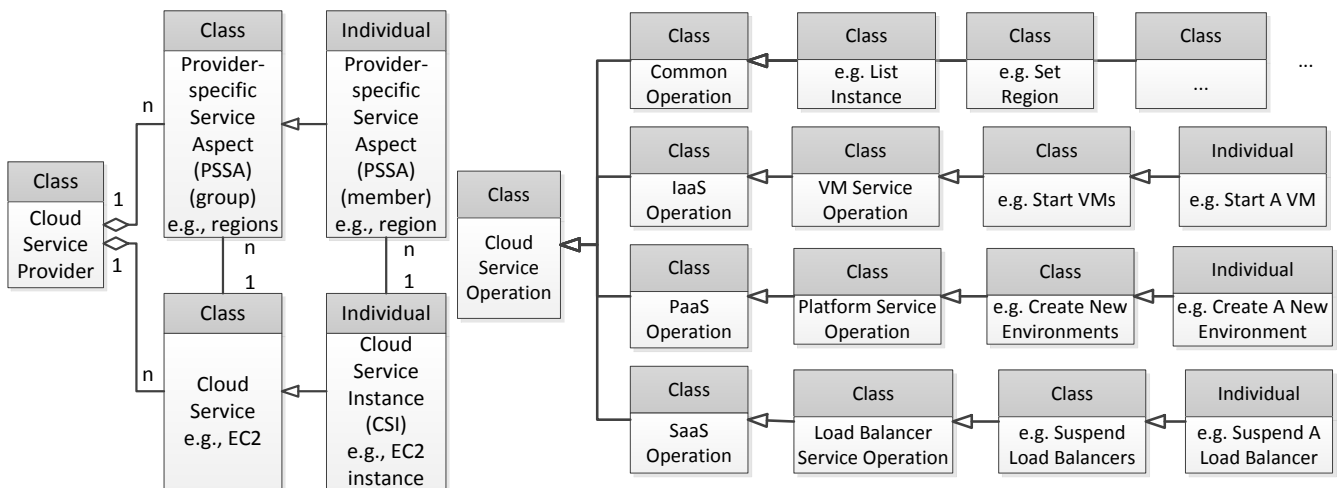 Class
Cloud
Service
Provider
1
1
n
n
Class
Provider-
specific
Service
Aspect
(PSSA)
(group)
e.g., regions
Individual
Provider-
specific
Service
Aspect
(PSSA)
(member)
e.g., region
n
1
n
1
Class
Cloud
Service
e.g., EC2
Individual
Cloud
Service
Instance
(CSI)
e.g., EC2
instance
Class
Cloud
Service
Operation
Class
Common
Operation
Class
e.g. List
Instance
Class
e.g. Set
Region
Class
...
...
Class
IaaS
Operation
Class
VM Service
Operation
Class
e.g. Start VMs
Individual
e.g. Start A VM
Class
PaaS
Operation
Class
Platform Service
Operation
Class
e.g. Create New
Environments
Individual
e.g. Create A New
Environment
Class
SaaS
Operation
Class
Load Balancer
Service Operation
Class
e.g. Suspend
Load Balancers
Individual
e.g. Suspend A
Load Balancer